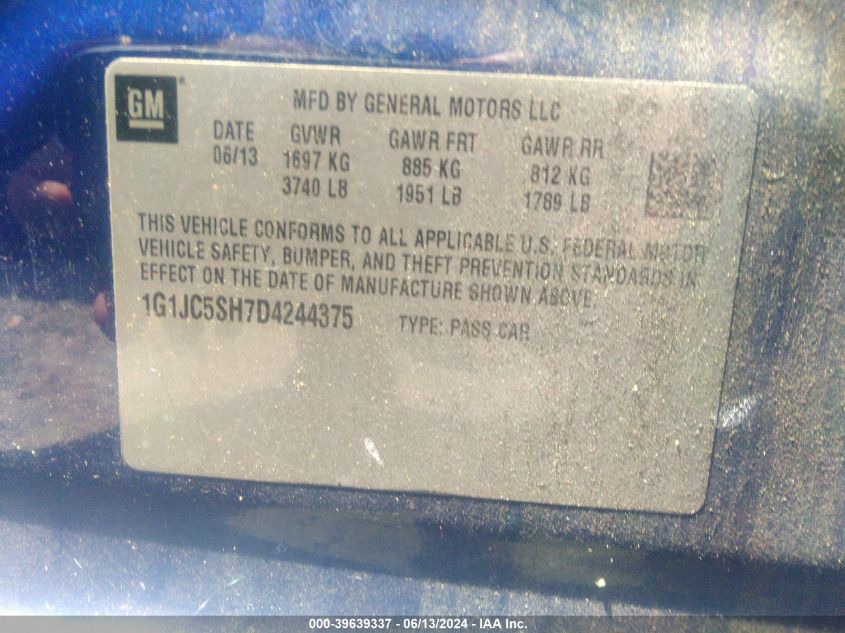 GM ®
MFD BY GENERAL MOTORS LLC
DATE GVWR GAWR FRT GAWR RR
06/13 1697 KG 885 KG 812 KG
3740 LB 1951 LB 1789 LB
THIS VEHICLE CONFORMS TO ALL APPLICABLE U.S. FEDERAL MOTOR
VEHICLE SAFETY, BUMPER, AND THEFT PREVENTION STANDARDS IN
EFFECT ON THE DATE OF MANUFACTURE SHOWN ABOVE.
1G1JC5SH7D4244375 TYPE: PASS CAR
000-39639337 - 06/13/2024 - IAA Inc.